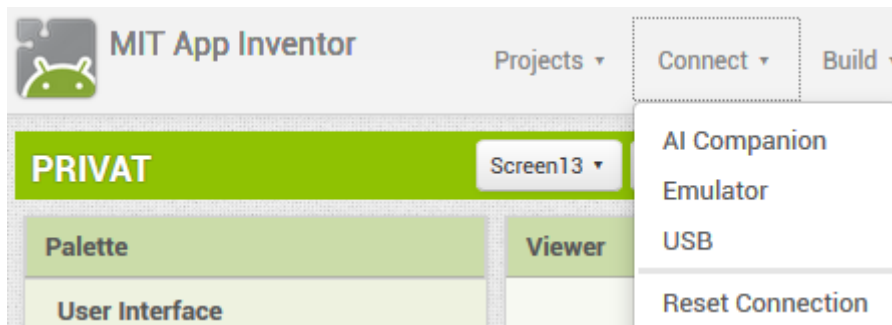 MIT App Inventor
Projects Connect Build
PRIVAT
Screen13
AI Companion
Emulator
USB
Reset Connection
Palette
Viewer
User Interface